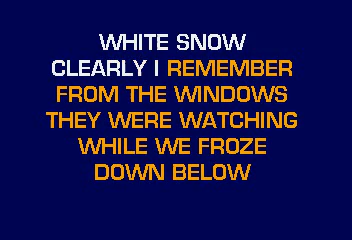 WHITE SNOW
CLEARLY I REMEMBER
FROM THE WINDOWS
THEY WERE WATCHING
WHILE WE FROZE
DOWN BELOW